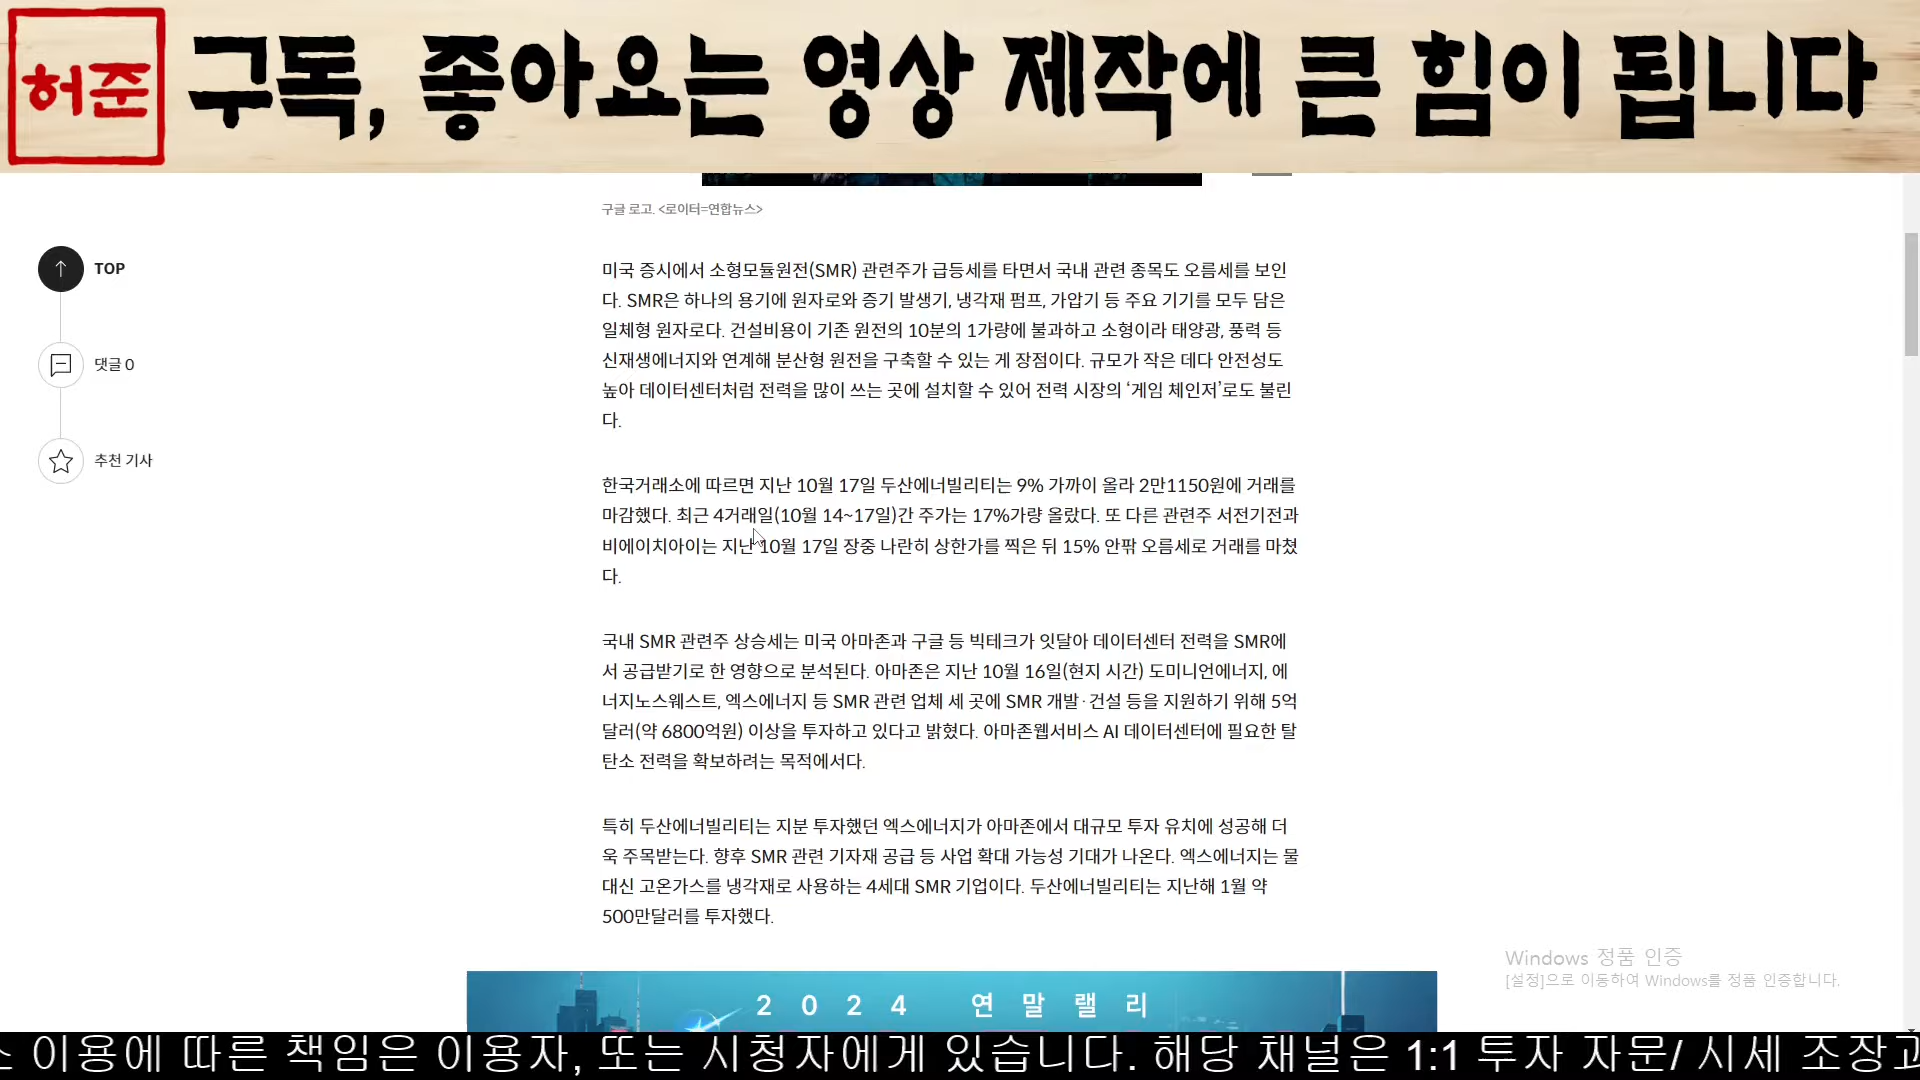 허준 구독, 좋아요는 영상 제작에 큰 힘이 됩니다
구글 로고. <로이터=연합뉴스>
TOP
댓글 0
추천 기사
미국 증시에서 소형모듈원전(SMR) 관련주가 급등세를 타면서 국내 관련 종목도 오름세를 보인
다. SMR은 하나의 용기에 원자로와 증기 발생기, 냉각재 펌프, 가압기 등 주요 기기를 모두 담은
일체형 원자로다. 건설비용이 기존 원전의 10분의 1가량에 불과하고 소형이라 태양광, 풍력 등
신재생에너지와 연계해 분산형 원전을 구축할 수 있는 게 장점이다. 규모가 작은 데다 안전성도
높아 데이터센터처럼 전력을 많이 쓰는 곳에 설치할 수 있어 전력 시장의 ‘게임 체인저’로도 불린
다.
한국거래소에 따르면 지난 10월 17일 두산에너빌리티는 9% 가까이 올라 2만1150원에 거래를
마감했다. 최근 4거래일(10월 14~17일)간 주가는 17%가량 올랐다. 또 다른 관련주 서전기전과
비에이치아이는 지난 10월 17일 장중 나란히 상한가를 찍은 뒤 15% 안팎 오름세로 거래를 마쳤
다.
국내 SMR 관련주 상승세는 미국 아마존과 구글 등 빅테크가 잇달아 데이터센터 전력을 SMR에
서 공급받기로 한 영향으로 분석된다. 아마존은 지난 10월 16일(현지 시간) 도미니언에너지, 에
너지노스웨스트, 엑스에너지 등 SMR 관련 업체 세 곳에 SMR 개발·건설 등을 지원하기 위해 5억
달러(약 6800억원) 이상을 투자하고 있다고 밝혔다. 아마존웹서비스 AI 데이터센터에 필요한 탈
탄소 전력을 확보하려는 목적에서다.
특히 두산에너빌리티는 지분 투자했던 엑스에너지가 아마존에서 대규모 투자 유치에 성공해 더
욱 주목받는다. 향후 SMR 관련 기자재 공급 등 사업 확대 가능성 기대가 나온다. 엑스에너지는 물
대신 고온가스를 냉각재로 사용하는 4세대 SMR 기업이다. 두산에너빌리티는 지난해 1월 약
500만달러를 투자했다.
Windows 정품 인증
[설정]으로 이동하여 Windows를 정품 인증합니다.
2024 연말랠리
이용에 따른 책임은 이용자, 또는 시청자에게 있습니다. 해당 채널은 1:1 투자 자문/ 시세 조장과